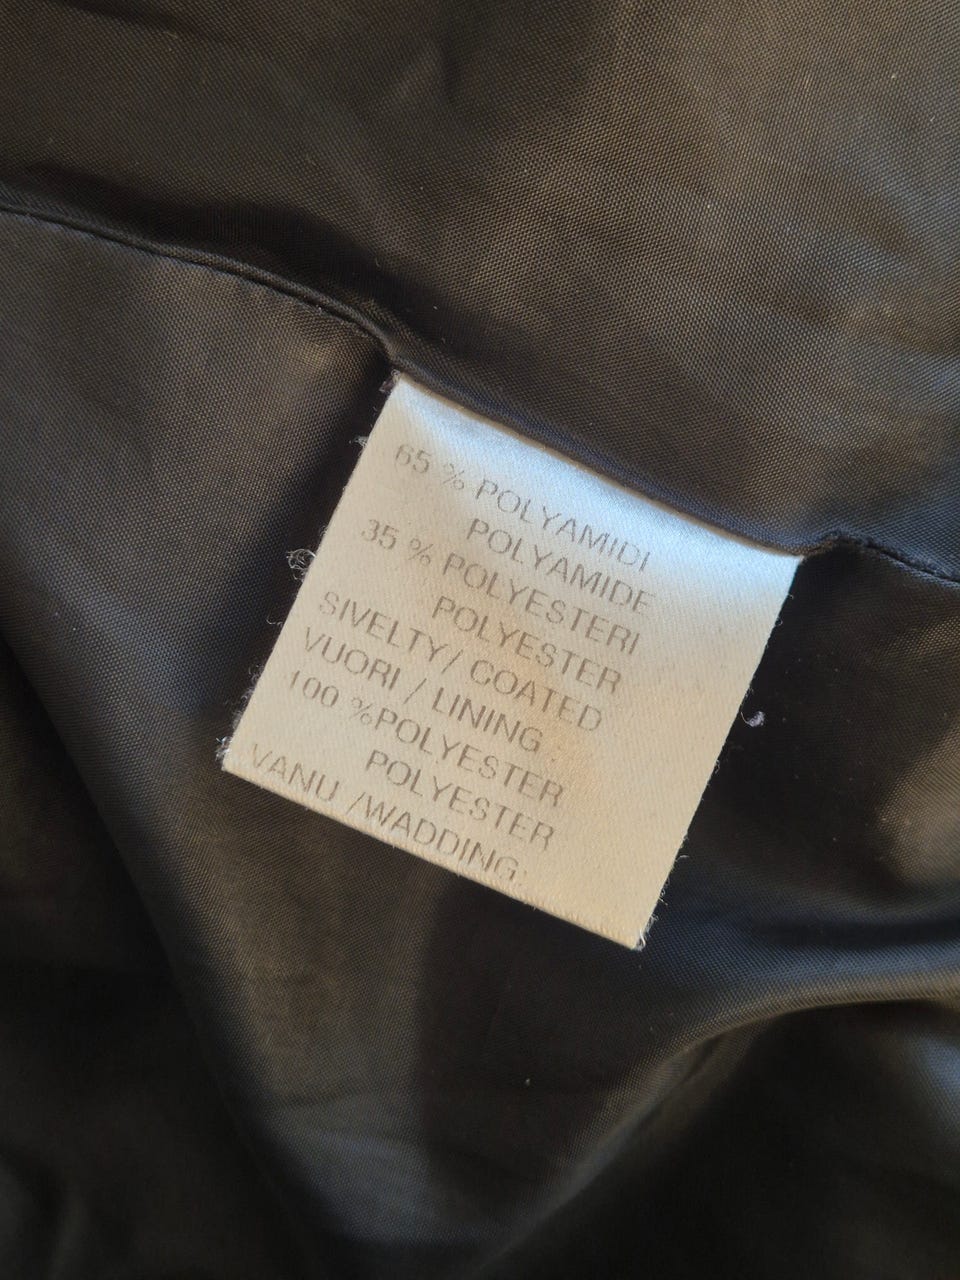 65 % POLYAMIDI
POLYAMIDE
35 % POLYESTERI
POLYESTER
SIVELTY/ COATED
VUORI / LINING
100 %POLYESTER
POLYESTER
VANU /WADDING: